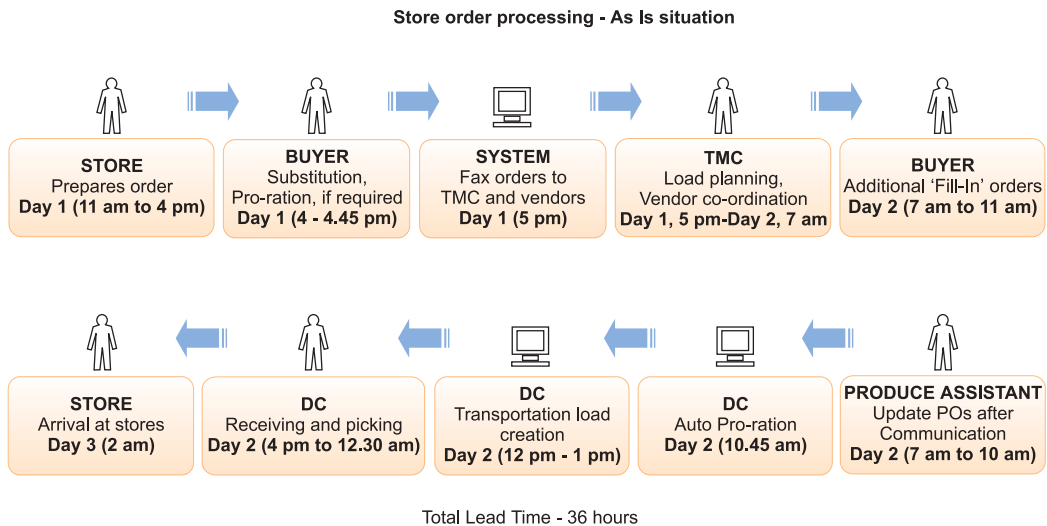 Store order processing - As Is situation
STORE
Prepares order
Day 1 (11 am to 4 pm)
BUYER
Substitution,
Pro-ration, if required
Day 1 (4 - 4.45 pm)
SYSTEM
Fax orders to
TMC and vendors
Day 1 (5 pm)
TMC
Load planning,
Vendor co-ordination
Day 1, 5 pm-Day 2, 7 am
BUYER
Additional ‘Fill-In’ orders
Day 2 (7 am to 11 am)
STORE
Arrival at stores
Day 3 (2 am)
DC
Receiving and picking
Day 2 (4 pm to 12.30 am)
DC
Transportation load
creation
Day 2 (12 pm - 1 pm)
DC
Auto Pro-ration
Day 2 (10.45 am)
PRODUCE ASSISTANT
Update POs after
Communication
Day 2 (7 am to 10 am)
Total Lead Time - 36 hours